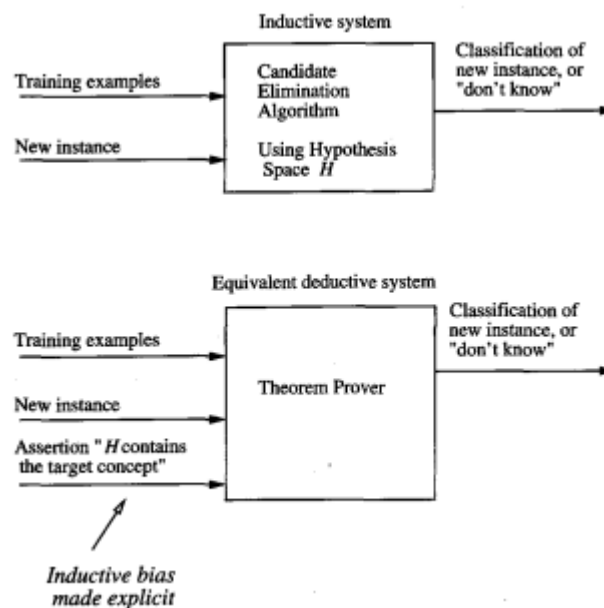 Inductive system
Classification of
new instance, or
"don't know"
Training examples
Candidate
Elimination
Algorithm
New instance
Using Hypothesis
Space H
Equivalent deductive system
Classification of
new instance, or
"don't know"
Training examples
Theorem Prover
New instance
Assertion "H contains
the target concept"
Inductive bias
made explicit